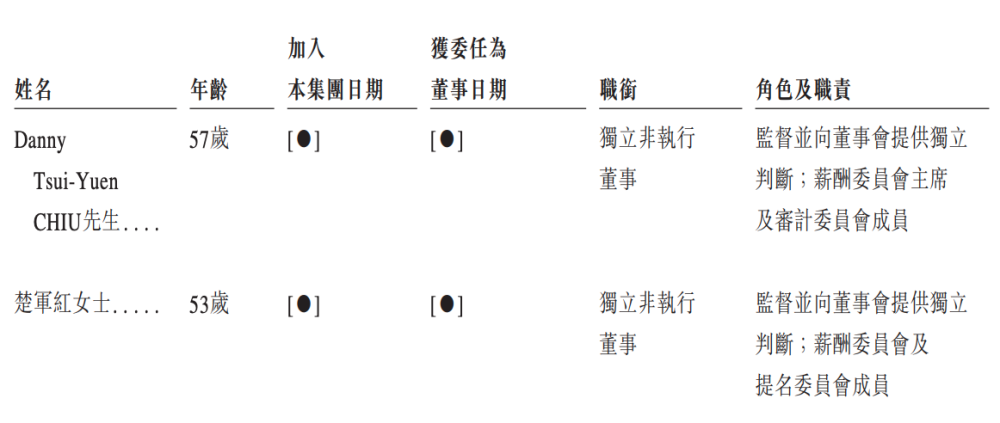 加入 獲委任為
姓名 年齡 本集團日期 董事日期 職銜 角色及職責
Danny 57歲 [●] [●] 獨立非執行 監督並向董事會提供獨立
Tsui-Yuen 董事 判斷；薪酬委員會主席
CHIU先生.... 及審計委員會成員
楚軍紅女士..... 53歲 [●] [●] 獨立非執行 監督並向董事會提供獨立
董事 判斷；薪酬委員會及
提名委員會成員